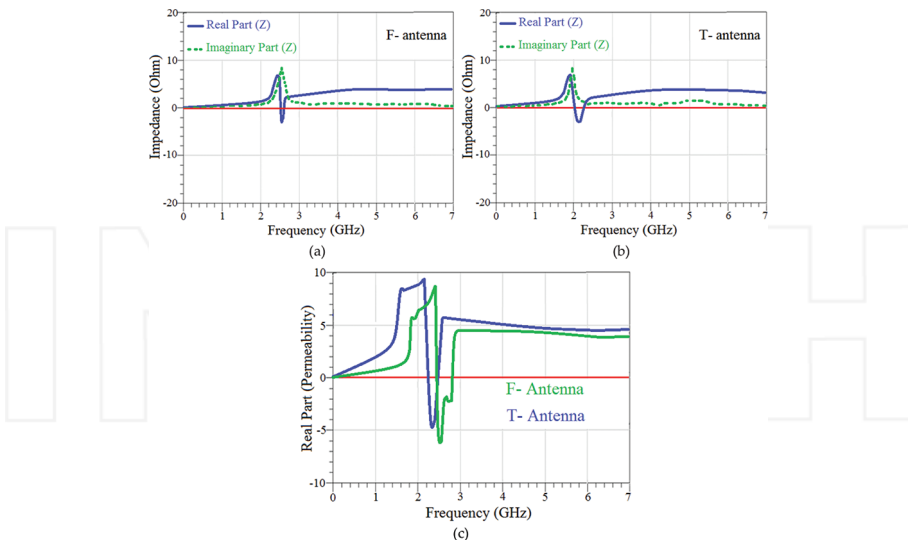 20
Real Part (Z)
Imaginary Part (Z)
F- antenna
10
0
-10
-20
Impedance (Ohm)
0 1 2 3 4 5 6 7
Frequency (GHz)
(a)
20
Real Part (Z)
Imaginary Part (Z)
T- antenna
10
0
-10
-20
Impedance (Ohm)
0 1 2 3 4 5 6 7
Frequency (GHz)
(b)
10
5
0
-5
-10
Real Part (Permeability)
F- Antenna
T- Antenna
0 1 2 3 4 5 6 7
Frequency (GHz)
(c)